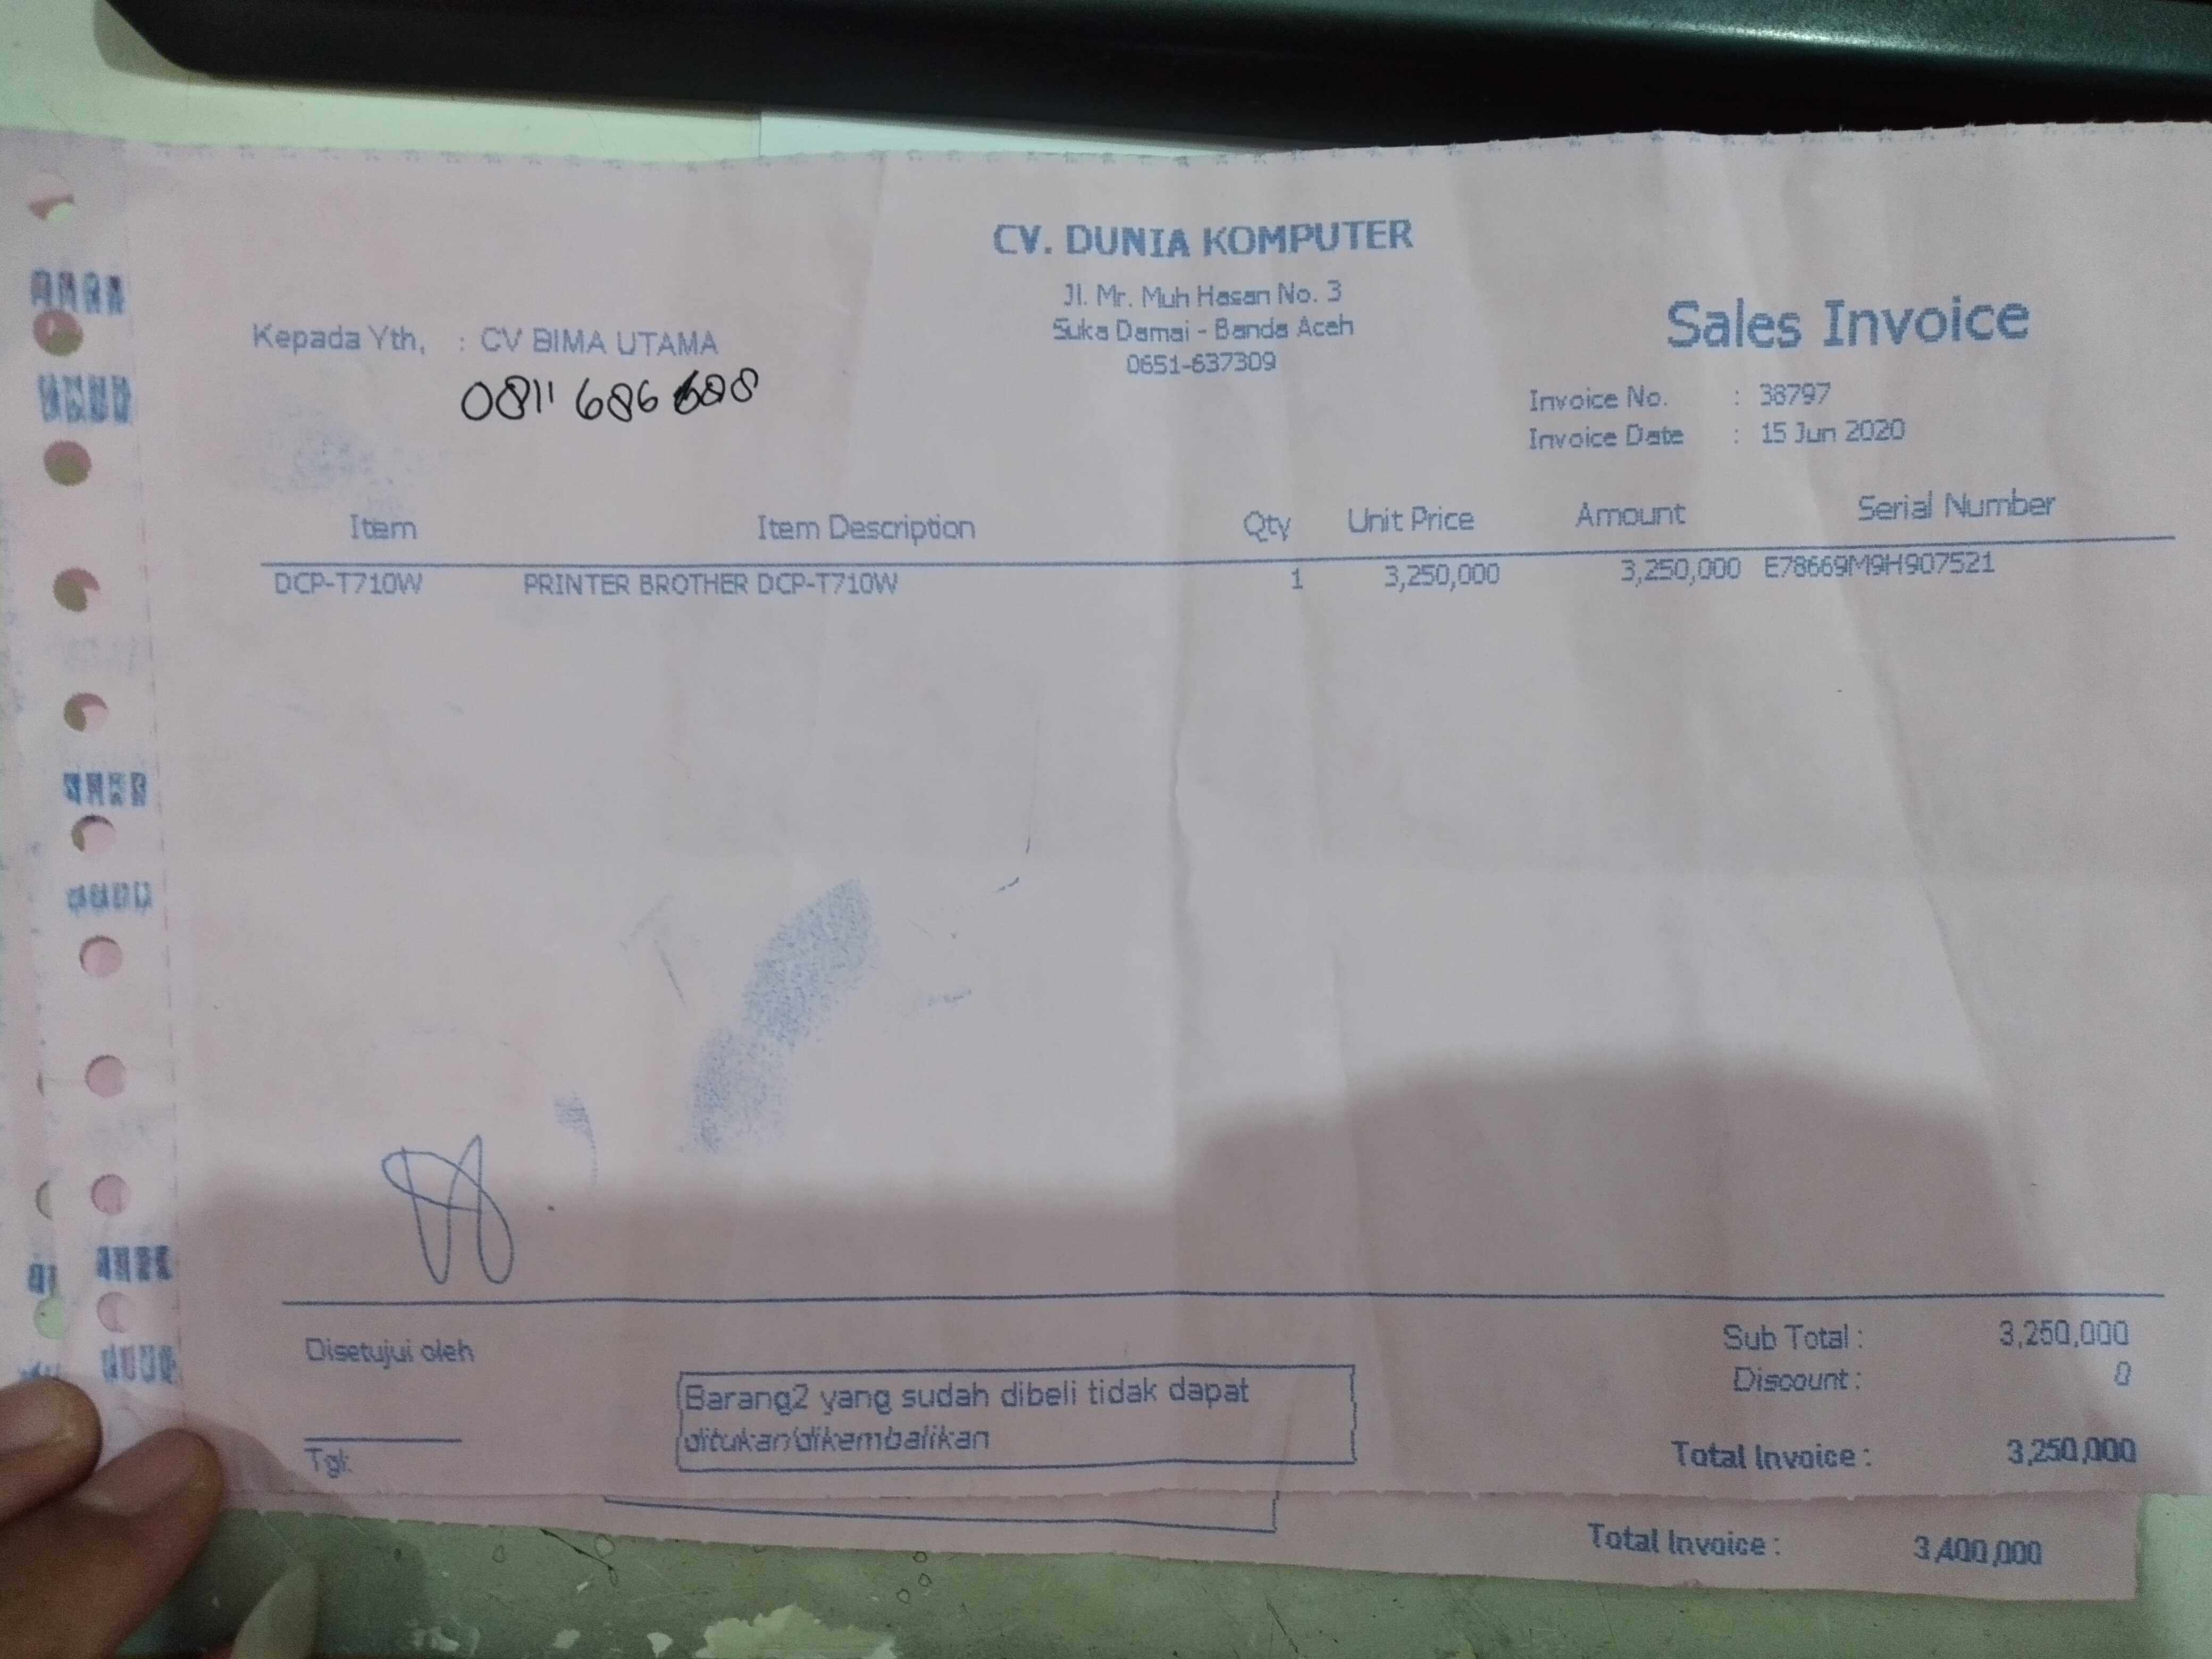 CV. DUNIA KOMPUTER
Jl. Mr. Muh Hasan No. 3
Suka Damai - Banda Aceh
0651-637309
Kepada Yth, : CV BIMA UTAMA
0811 686
Sales Invoice
Invoice No. : 38797
Invoice Date : 15 Jun 2020
Item Item Description Qty Unit Price Amount Serial Number
DCP-T710W PRINTER BROTHER DCP-T710W 1 3,250,000 3,250,000 E78669M9H907521
Disetujui oleh
Tgl.
Barang2 yang sudah dibeli tidak dapat
ditukar/dikembalikan
Sub Total : 3,250,000
Discount : 0
Total Invoice : 3,250,000
Total Invoice : 3,400,000